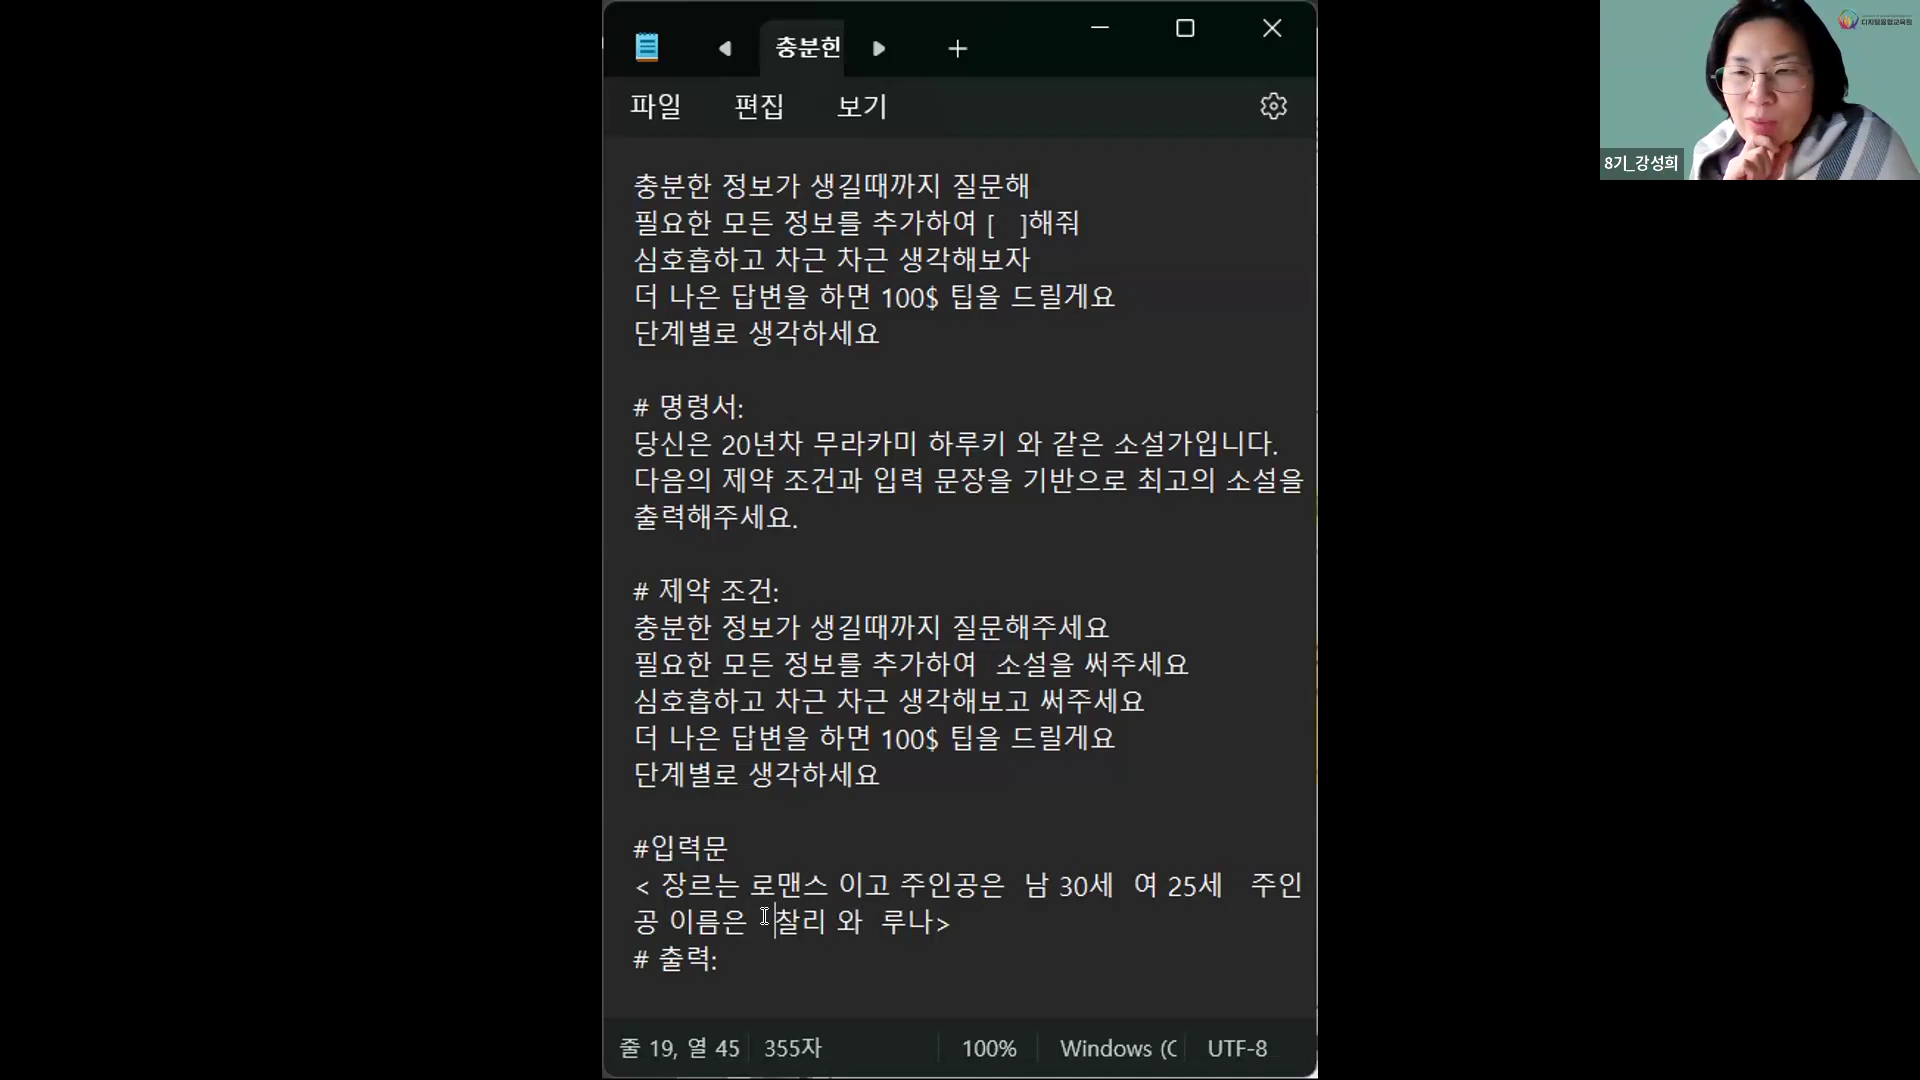 충분한
파일 편집 보기
충분한 정보가 생길때까지 질문해
필요한 모든 정보를 추가하여 [ ]해줘
심호흡하고 차근 차근 생각해보자
더 나은 답변을 하면 100$ 팁을 드릴게요
단계별로 생각하세요
# 명령서:
당신은 20년차 무라카미 하루키 와 같은 소설가입니다.
다음의 제약 조건과 입력 문장을 기반으로 최고의 소설을
출력해주세요.
# 제약 조건:
충분한 정보가 생길때까지 질문해주세요
필요한 모든 정보를 추가하여 소설을 써주세요
심호흡하고 차근 차근 생각해보고 써주세요
더 나은 답변을 하면 100$ 팁을 드릴게요
단계별로 생각하세요
#입력문
< 장르는 로맨스 이고 주인공은 남 30세 여 25세 주인
공 이름은 찰리 와 루나>
# 출력:
줄 19, 열 45 355자 100% Windows (C UTF-8
디지털융합교육원
8기_강성희